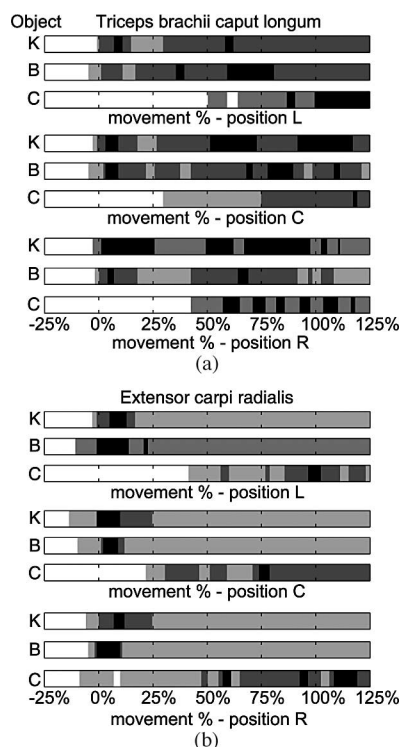 Object Triceps brachii caput longum
K
B
C
movement % - position L
K
B
C
movement % - position C
K
B
C
-25% 0% 25% 50% 75% 100% 125%
movement % - position R
(a)
Extensor carpi radialis
K
B
C
movement % - position L
K
B
C
movement % - position C
K
B
C
-25% 0% 25% 50% 75% 100% 125%
movement % - position R
(b)